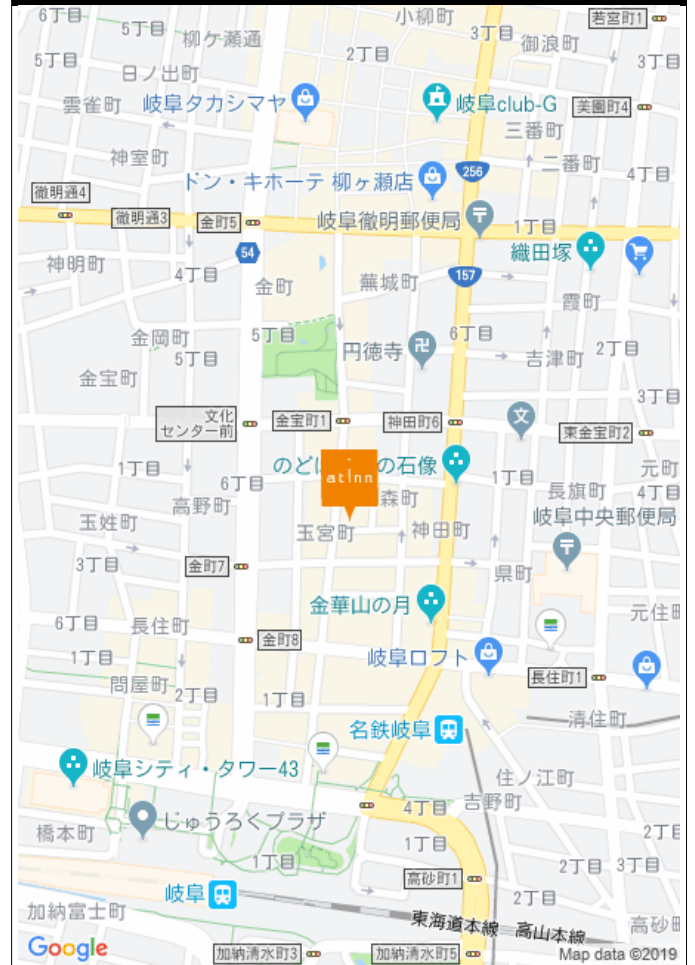 6丁目
5丁目
柳ケ瀬通
小柳町
3丁目
若宮町1
御浪町
5丁目
2丁目
3丁目
日ノ出町
雲雀町
岐阜タカシマヤ
岐阜club-G
美園町4
三番町
神室町
二番町
ドン・キホーテ 柳ヶ瀬店
256
4丁目
徹明通4
徹明通3
金町5
岐阜徹明郵便局
1丁目
織田塚
54
神明町
4丁目
金町
蕪城町
157
霞町
金岡町
5丁目
5丁目
円徳寺
6丁目
吉津町
2丁目
金宝町
3丁目
文化
センター前
金宝町1
神田町6
東金宝町2
1丁目
のど
の石像
元町
6丁目
atinn
1丁目
4丁目
高野町
森町
長旗町
玉姓町
玉宮町
神田町
岐阜中央郵便局
3丁目
金町7
県町
金華山の月
元住町
6丁目
長住町
金町8
1丁目
岐阜ロフト
長住町1
問屋町
2丁目
1丁目
清住町
名鉄岐阜
岐阜シティ・タワー43
住ノ江町
吉野町
4丁目
じゅうろくプラザ
橋本町
1丁目
2丁目
1丁目
2丁目
3丁目
高砂町1
岐阜
2丁目
加納富士町
東海道本線
高山本線
高砂町
Google
加納清水町3
加納清水町5
Map data ©2019